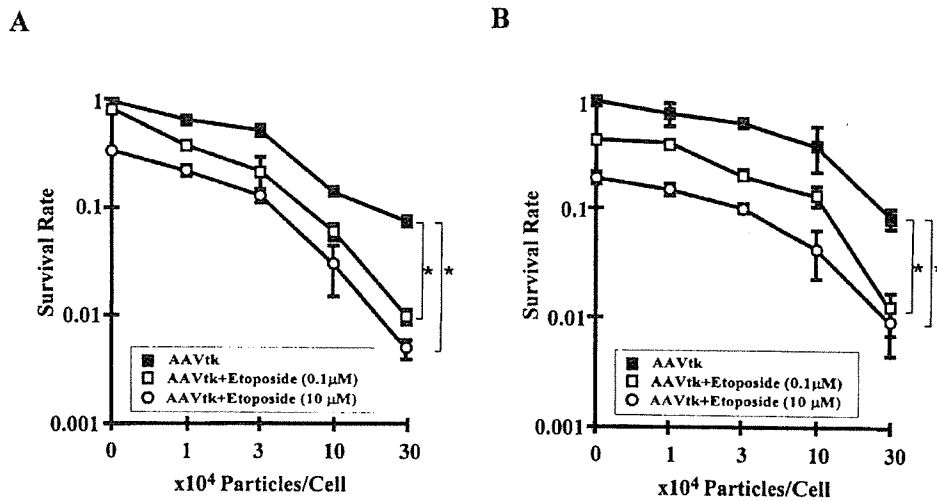 A
B
1
0.1
0.01
0.001
Survival Rate
* *
AAVtk
AAVtk+Etoposide (0.1μM)
AAVtk+Etoposide (10 μM)
0 1 3 10 30
x10⁴ Particles/Cell
1
0.1
0.01
0.001
Survival Rate
* *
AAVtk
AAVtk+Etoposide (0.1μM)
AAVtk+Etoposide (10 μM)
0 1 3 10 30
x10⁴ Particles/Cell